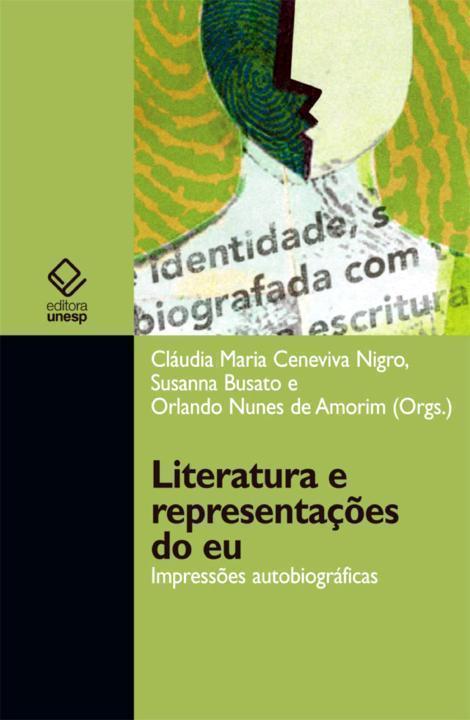 identidade, s
biografada com
escritura
editora
unesp
Cláudia Maria Ceneviva Nigro,
Susanna Busato e
Orlando Nunes de Amorim (Orgs.)
Literatura e
representações
do eu
Impressões autobiográficas